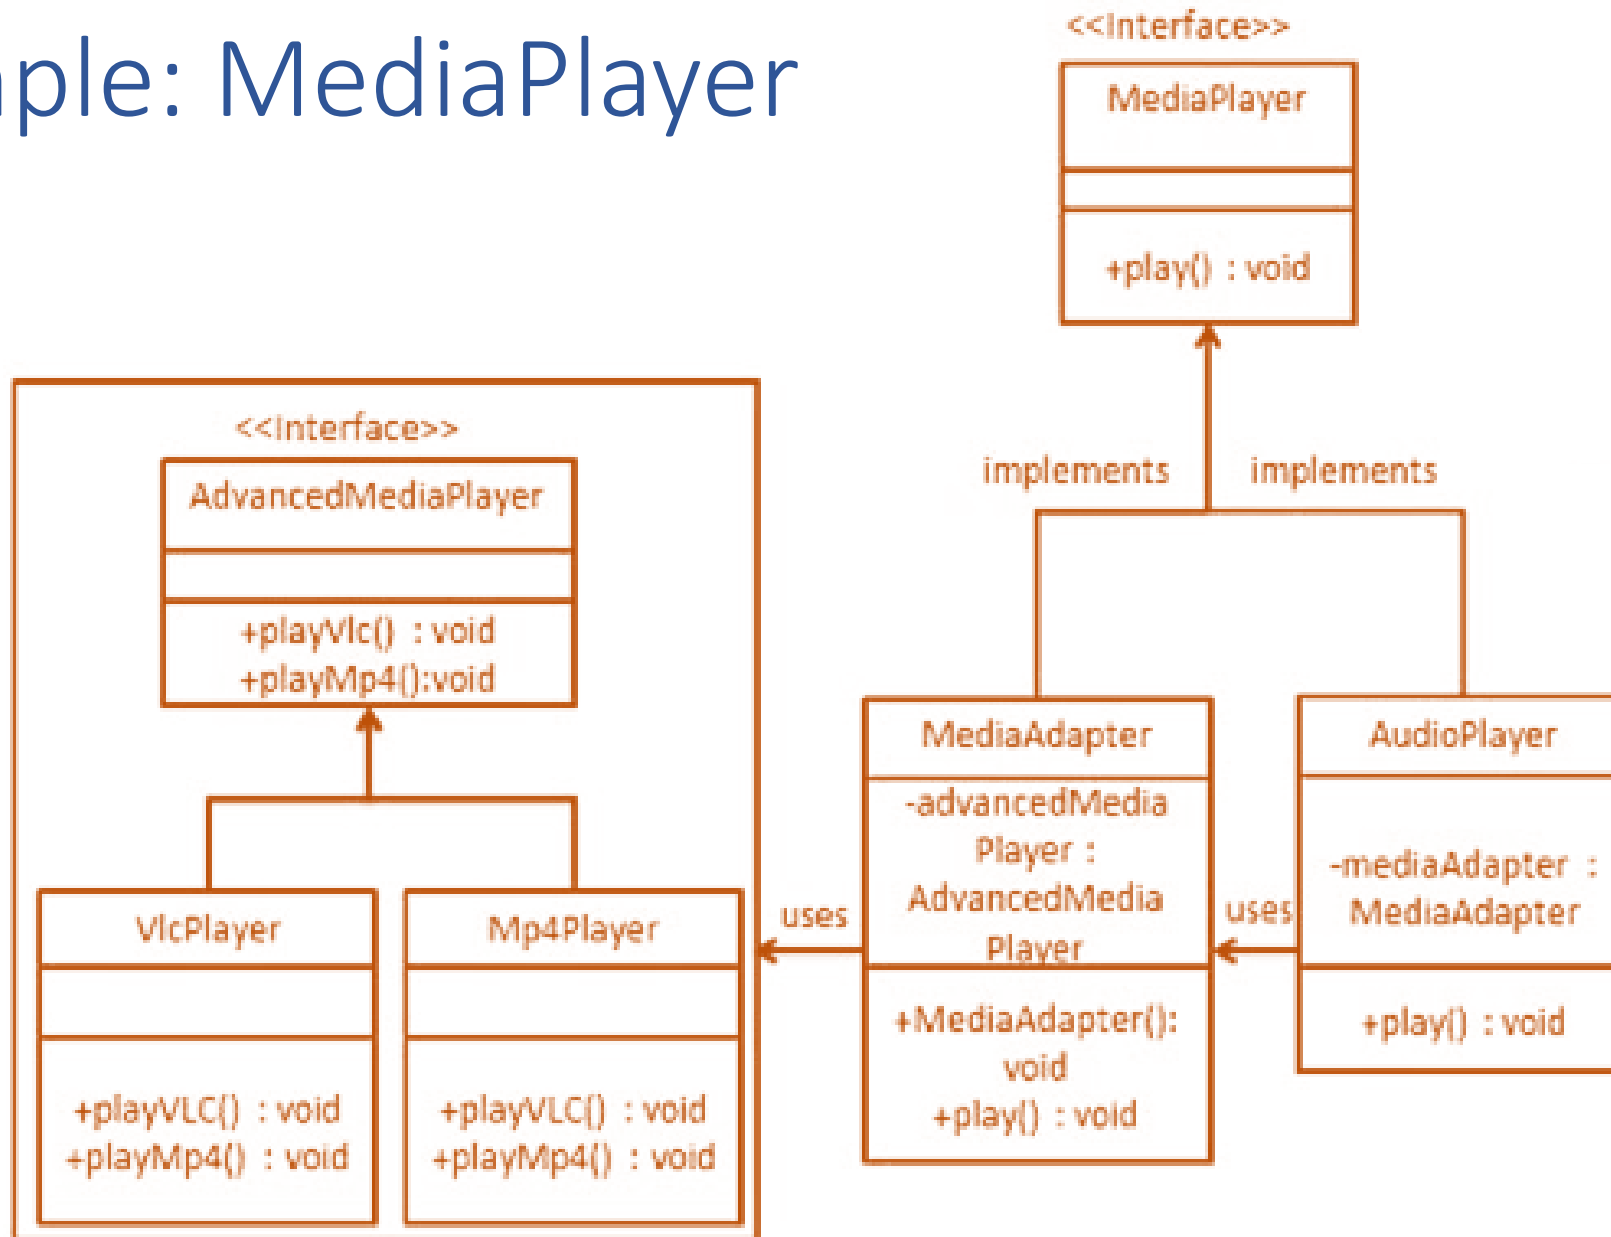 ple: MediaPlayer
<<Interface>>
MediaPlayer
+play() : void
implements
implements
<<Interface>>
AdvancedMediaPlayer
+playVlc() : void
+playMp4():void
VlcPlayer
+playVLC() : void
+playMp4() : void
Mp4Player
+playVLC() : void
+playMp4() : void
uses
MediaAdapter
-advancedMedia
Player :
AdvancedMedia
Player
+MediaAdapter():
void
+play() : void
uses
AudioPlayer
-mediaAdapter :
MediaAdapter
+play() : void